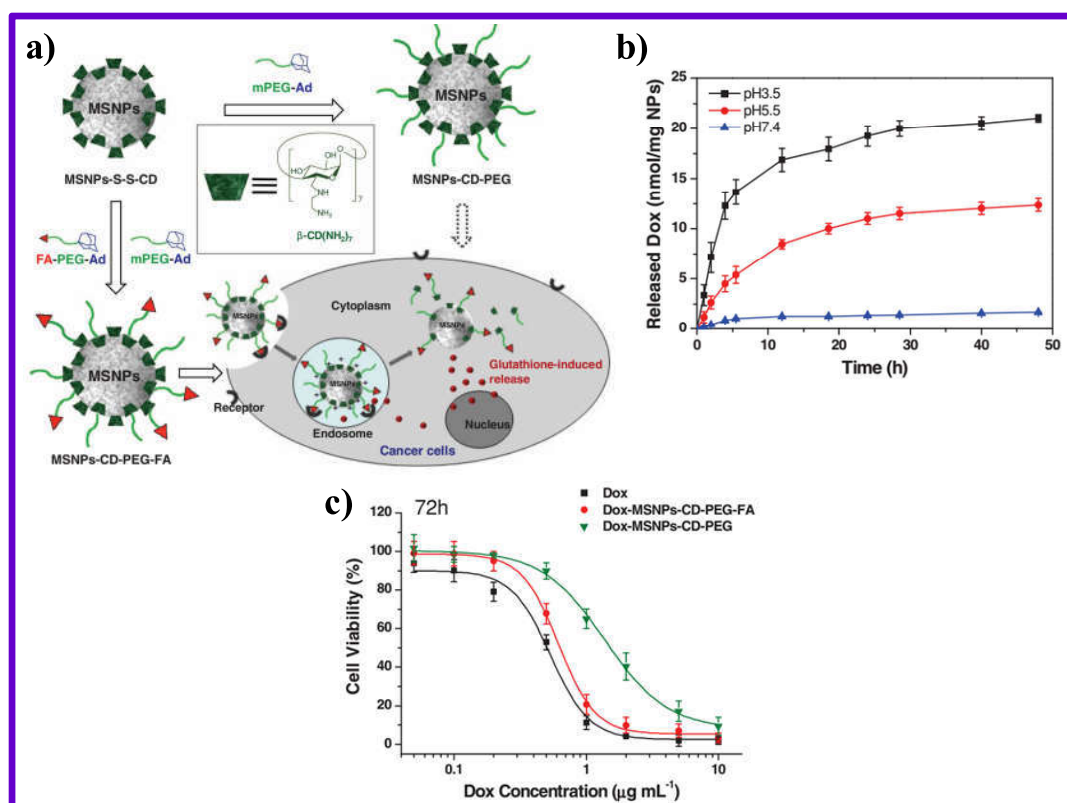 a)
MSNPs
MSNPs-S-S-CD
mPEG-Ad
MSNPs
MSNPs-CD-PEG
HO
OH
O
O
OH
NH
NH₂
7
β-CD(NH₂)₇
FA-PEG-Ad
mPEG-Ad
MSNPs
MSNPs-CD-PEG-FA
Receptor
MSNPs
Cytoplasm
MSNPs
Endosome
MSNPs
Glutathione-induced
release
Nucleus
Cancer cells
b)
Released Dox (nmol/mg NPs)
25
20
15
10
5
0
pH3.5
pH5.5
pH7.4
0 10 20 30 40 50
Time (h)
c)
72h
Dox
Dox-MSNPs-CD-PEG-FA
Dox-MSNPs-CD-PEG
Cell Viability (%)
120
100
80
60
40
20
0
0.1 1 10
Dox Concentration (μg mL⁻¹)